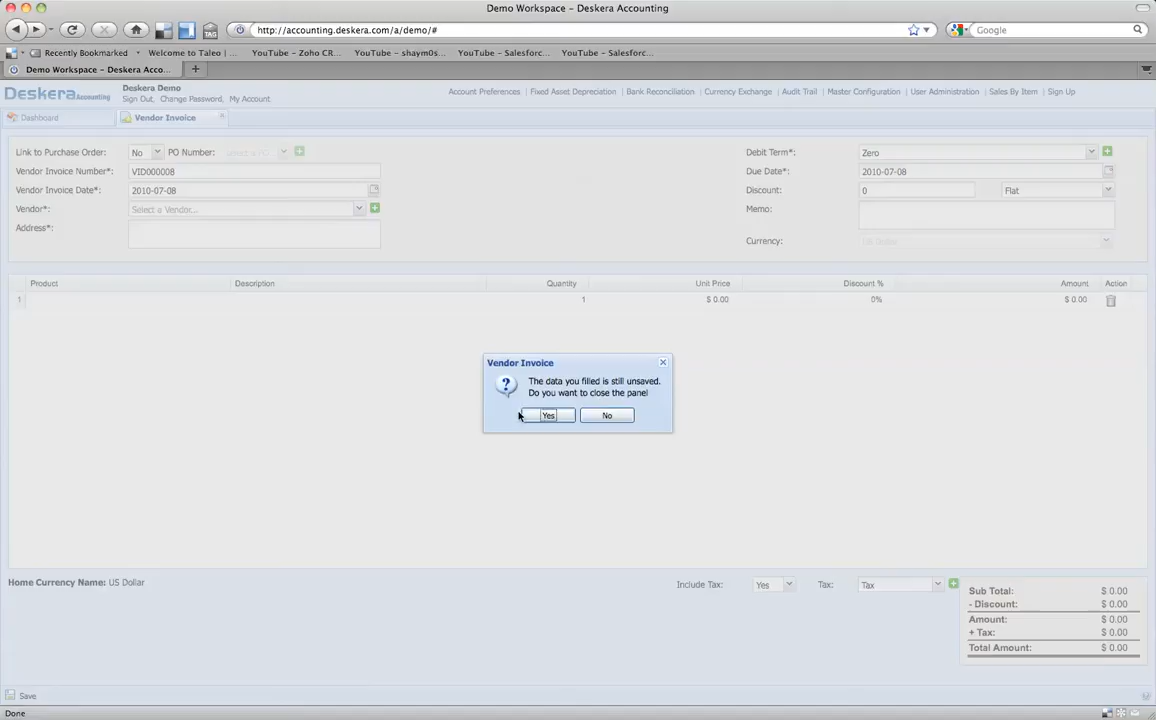 Demo Workspace – Deskera Accounting
http://accounting.deskera.com/a/demo/#
Google
Recently Bookmarked
Welcome to Taleo | ...
YouTube – Zoho CR...
YouTube – shaym0s...
YouTube – Salesforc...
YouTube – Salesforc...
Demo Workspace – Deskera Acco...
Deskera Accounting
Deskera Demo
Sign Out, Change Password, My Account
Account Preferences | Fixed Asset Depreciation | Bank Reconciliation | Currency Exchange | Audit Trail | Master Configuration | User Administration | Sales By Item | Sign Up
Dashboard
Vendor Invoice
Link to Purchase Order: No PO Number:
Debit Term*: Zero
Vendor Invoice Number*: VID000008
Due Date*: 2010-07-08
Vendor Invoice Date*: 2010-07-08
Discount: 0 Flat
Vendor*: Select a Vendor...
Memo:
Address*:
Currency: US Dollar
Product Description Quantity Unit Price Discount % Amount Action
1 1 $ 0.00 0% $ 0.00
Vendor Invoice
The data you filled is still unsaved.
Do you want to close the panel
Yes No
Home Currency Name: US Dollar
Include Tax: Yes Tax: Tax
Sub Total: $ 0.00
- Discount: $ 0.00
Amount: $ 0.00
+ Tax: $ 0.00
Total Amount: $ 0.00
Save
Done